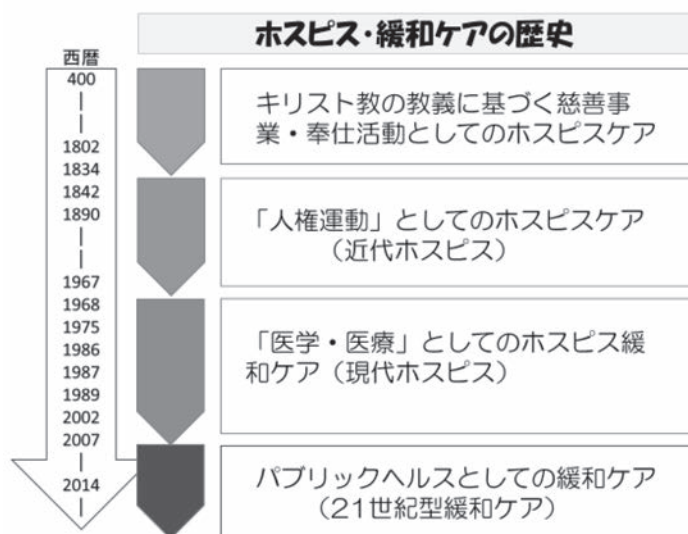 ホスピス・緩和ケアの歴史
西暦
400
|
|
1802
1834
1842
1890
|
|
1967
1968
1975
1986
1987
1989
2002
2007
|
2014
|
キリスト教の教義に基づく慈善事
業・奉仕活動としてのホスピスケア
「人権運動」としてのホスピスケア
（近代ホスピス）
「医学・医療」としてのホスピス緩
和ケア（現代ホスピス）
パブリックヘルスとしての緩和ケア
（21世紀型緩和ケア）